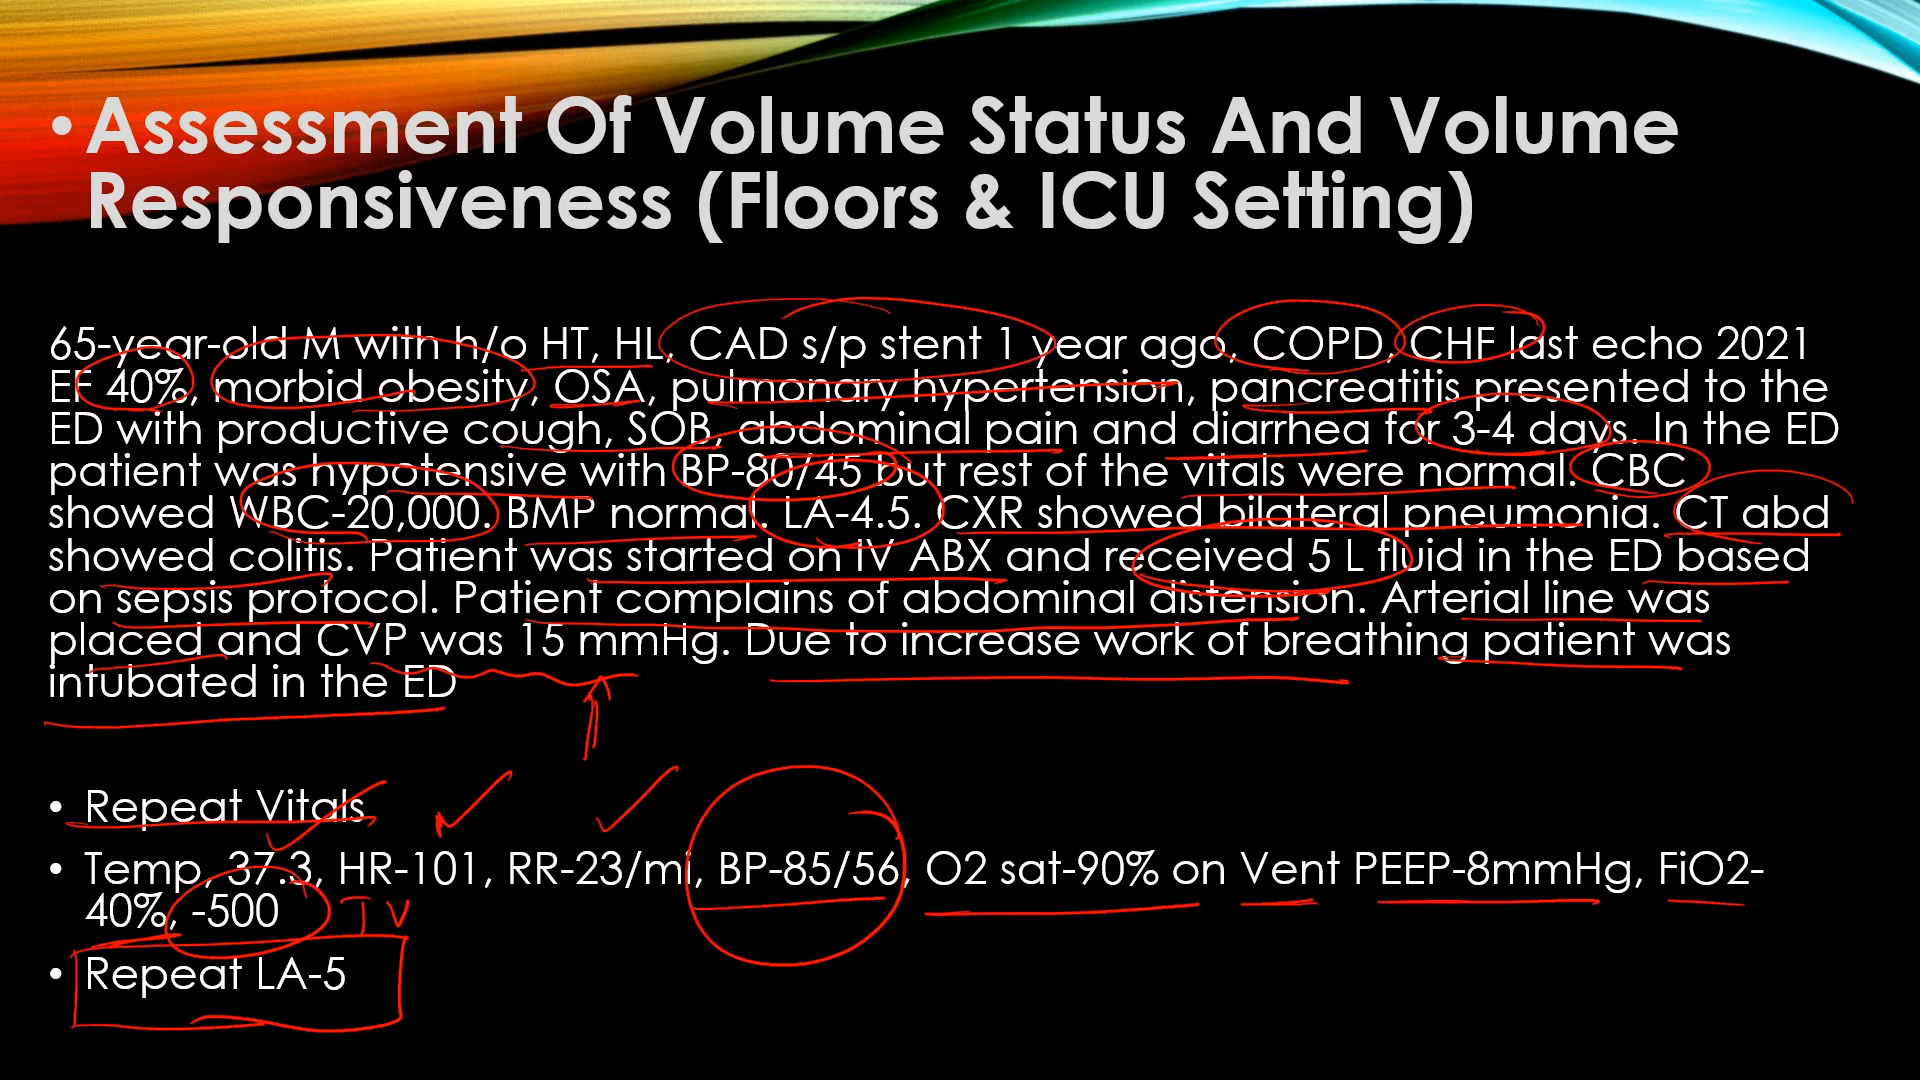 • Assessment Of Volume Status And Volume
Responsiveness (Floors & ICU Setting)
65-year-old M with h/o HT, HL, CAD s/p stent 1 year ago, COPD, CHF last echo 2021
EF 40%, morbid obesity, OSA, pulmonary hypertension, pancreatitis presented to the
ED with productive cough, SOB, abdominal pain and diarrhea for 3-4 days. In the ED
patient was hypotensive with BP-80/45 but rest of the vitals were normal. CBC
showed WBC-20,000. BMP normal. LA-4.5. CXR showed bilateral pneumonia. CT abd
showed colitis. Patient was started on IV ABX and received 5 L fluid in the ED based
on sepsis protocol. Patient complains of abdominal distension. Arterial line was
placed and CVP was 15 mmHg. Due to increase work of breathing patient was
intubated in the ED
• Repeat Vitals
• Temp, 37.3, HR-101, RR-23/mi, BP-85/56, O2 sat-90% on Vent PEEP-8mmHg, FiO2-
40%, -500 TV
• Repeat LA-5